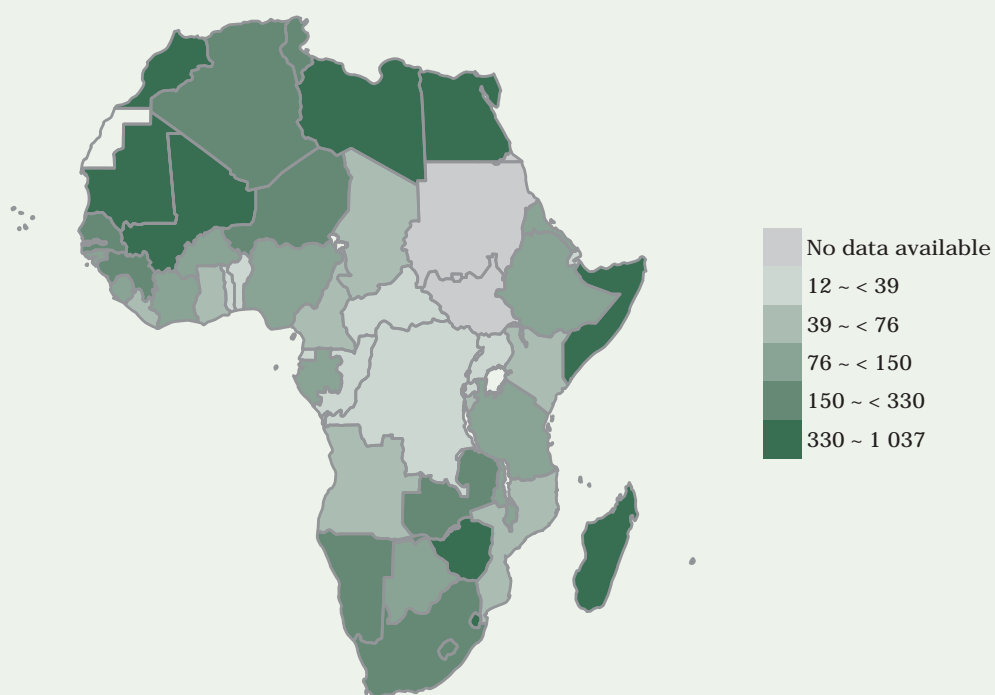 No data available
12 ~ < 39
39 ~ < 76
76 ~ < 150
150 ~ < 330
330 ~ 1 037